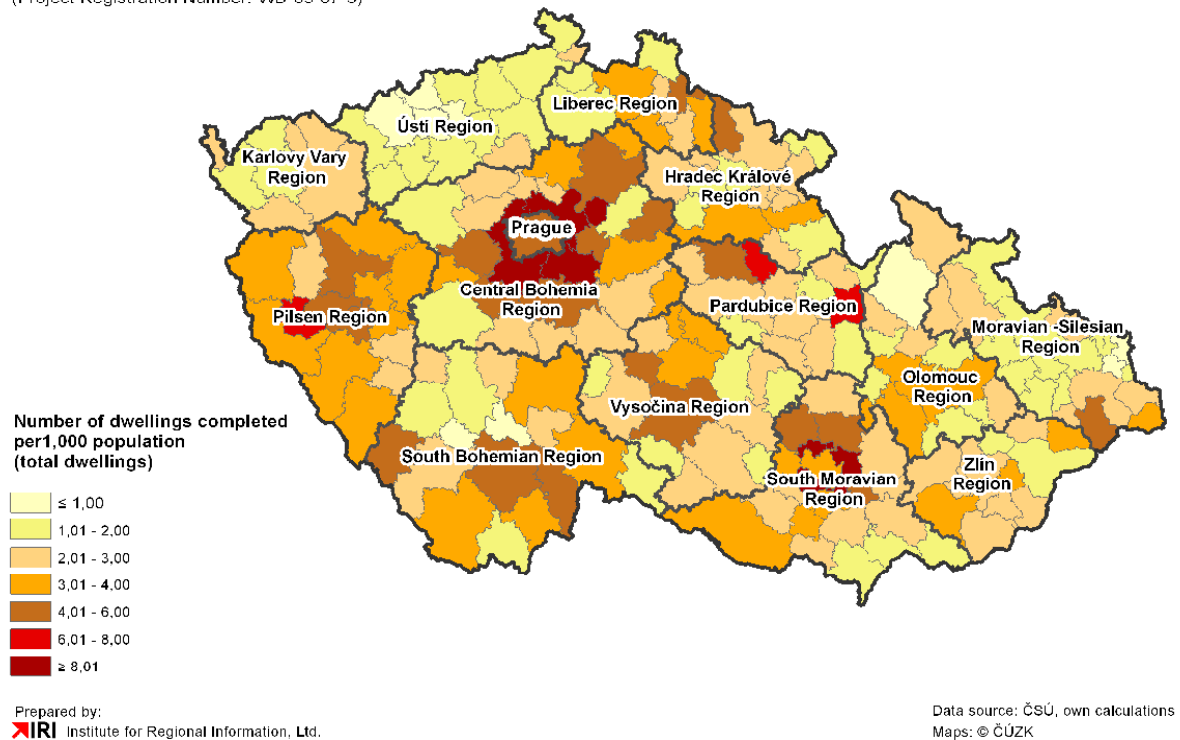 Liberec Region
Ústí Region
Karlovy Vary
Region
Hradec Králové
Region
Prague
Central Bohemia
Region
Pardubice Region
Pilsen Region
Moravian -Silesian
Region
Olomouc
Region
Vysočina Region
South Bohemian Region
Zlín
Region
South Moravian
Region
Number of dwellings completed
per1,000 population
(total dwellings)
≤ 1,00
1,01 - 2,00
2,01 - 3,00
3,01 - 4,00
4,01 - 6,00
6,01 - 8,00
≥ 8,01
Prepared by:
IRI Institute for Regional Information, Ltd.
Data source: ČSÚ, own calculations
Maps: © ČÚZK